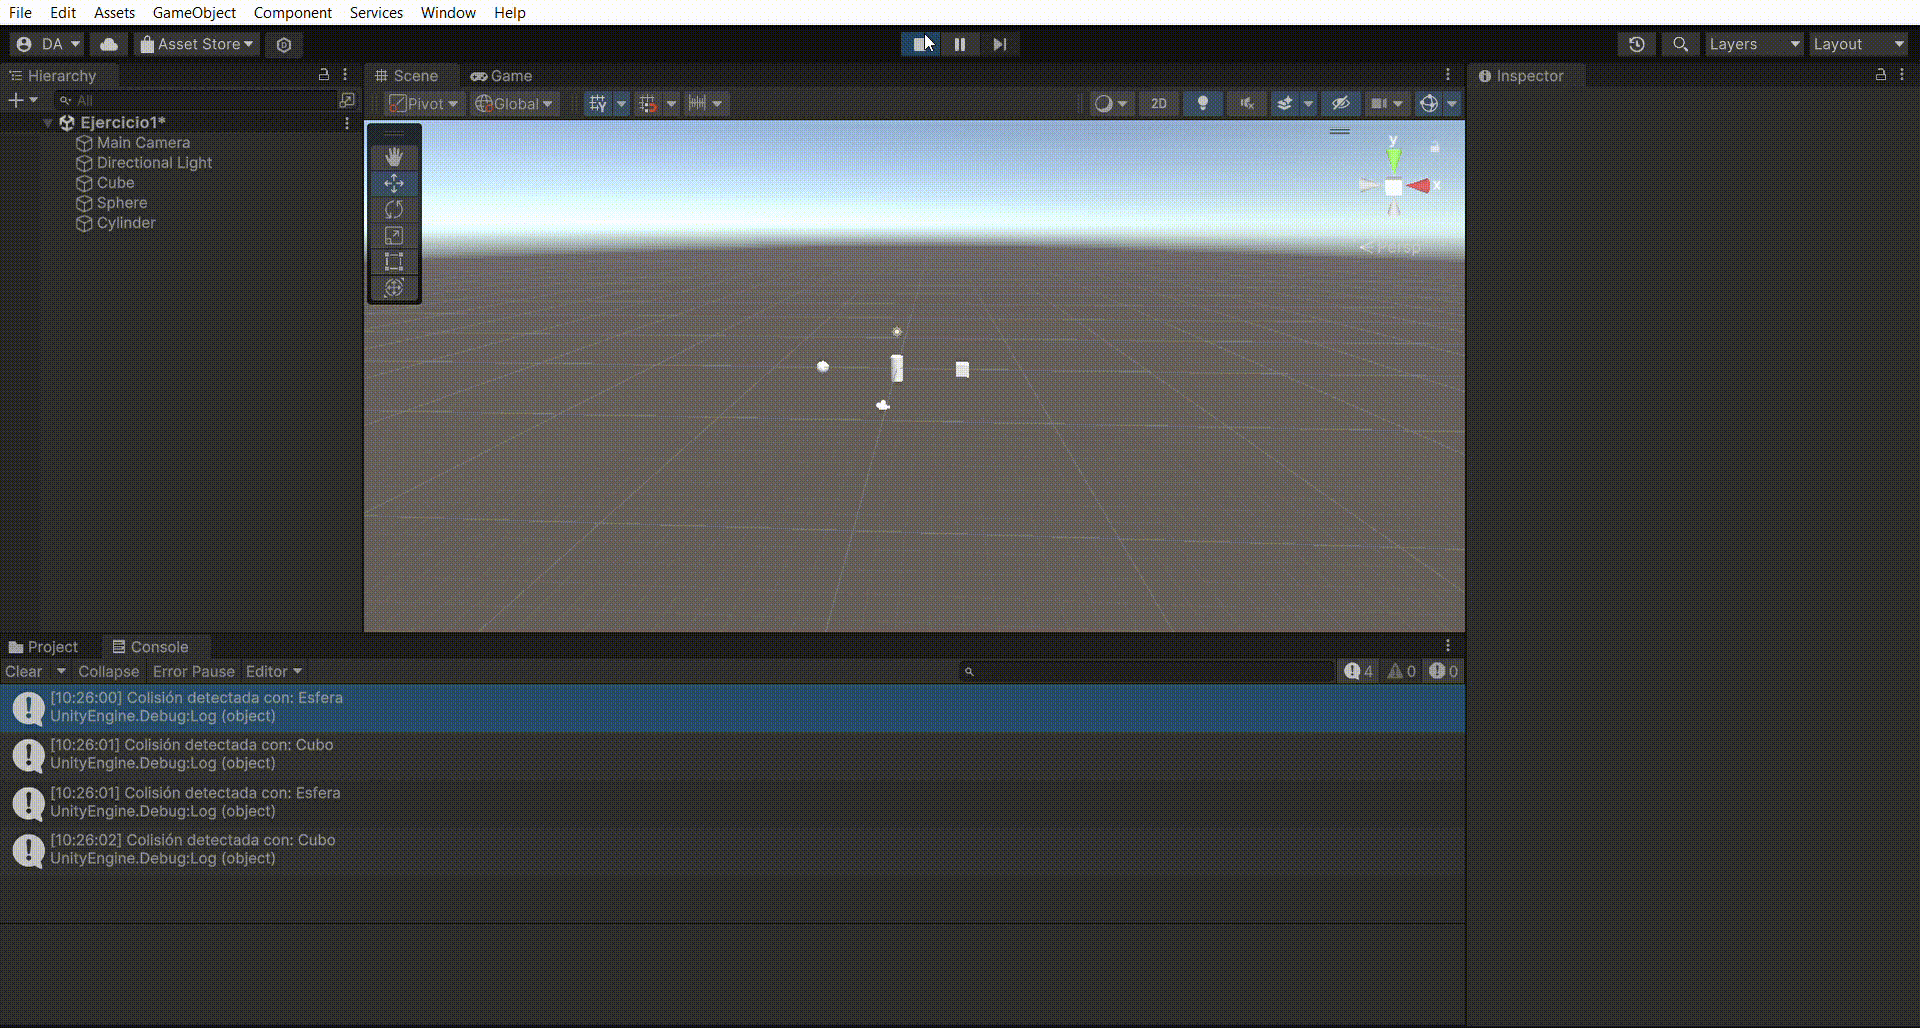 File Edit Assets GameObject Component Services Window Help
DA Asset Store Layers Layout
Hierarchy
All
Ejercicio1*
Main Camera
Directional Light
Cube
Sphere
Cylinder
Scene Game
Pivot Global 2D
y
x
Persp
Inspector
Project Console
Clear Collapse Error Pause Editor 4 0 0
[10:26:00] Colisión detectada con: Esfera
UnityEngine.Debug:Log (object)
[10:26:01] Colisión detectada con: Cubo
UnityEngine.Debug:Log (object)
[10:26:01] Colisión detectada con: Esfera
UnityEngine.Debug:Log (object)
[10:26:02] Colisión detectada con: Cubo
UnityEngine.Debug:Log (object)